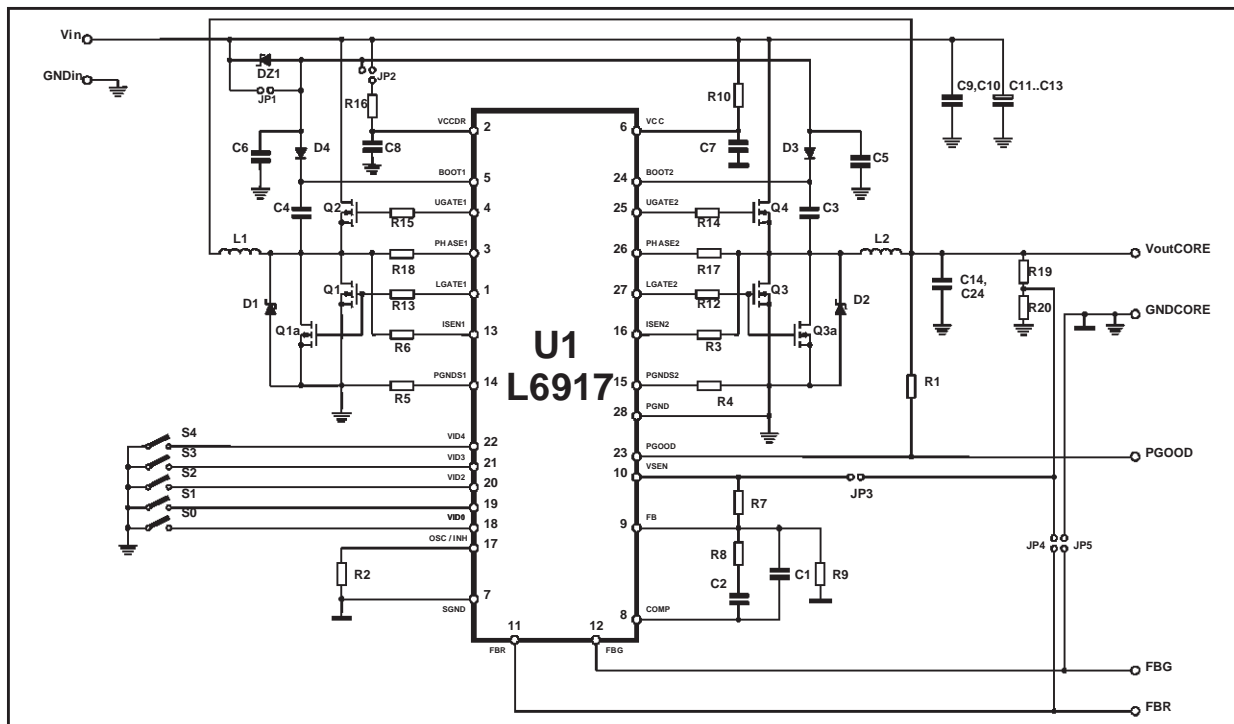 Vin
GNDin
DZ1
JP1
JP2
R16
R10
C9,C10
C11..C13
VCCDR
2
6
VCC
C6
D4
C8
C7
D3
C5
BOOT1
5
24
BOOT2
C4
Q2
UGATE1
4
25
UGATE2
Q4
C3
R15
R14
L1
PHASE1
3
26
PHASE2
L2
VoutCORE
R18
R17
C14,
C24
R19
R20
D1
Q1
LGATE1
1
27
LGATE2
Q3
D2
R13
R12
GNDCORE
Q1a
ISEN1
13
16
ISEN2
Q3a
R6
R3
U1
L6917
PGNDS1
14
15
PGNDS2
R5
R4
R1
28
PGND
S4
VID4
22
23
PGOOD
PGOOD
S3
VID3
21
10
VSEN
S2
VID2
20
JP3
S1
19
R7
S0
VID0
18
9
FB
OSC / INH
17
JP4
JP5
R8
R2
C2
C1
R9
7
SGND
8
COMP
11
12
FBR
FBG
FBG
FBR